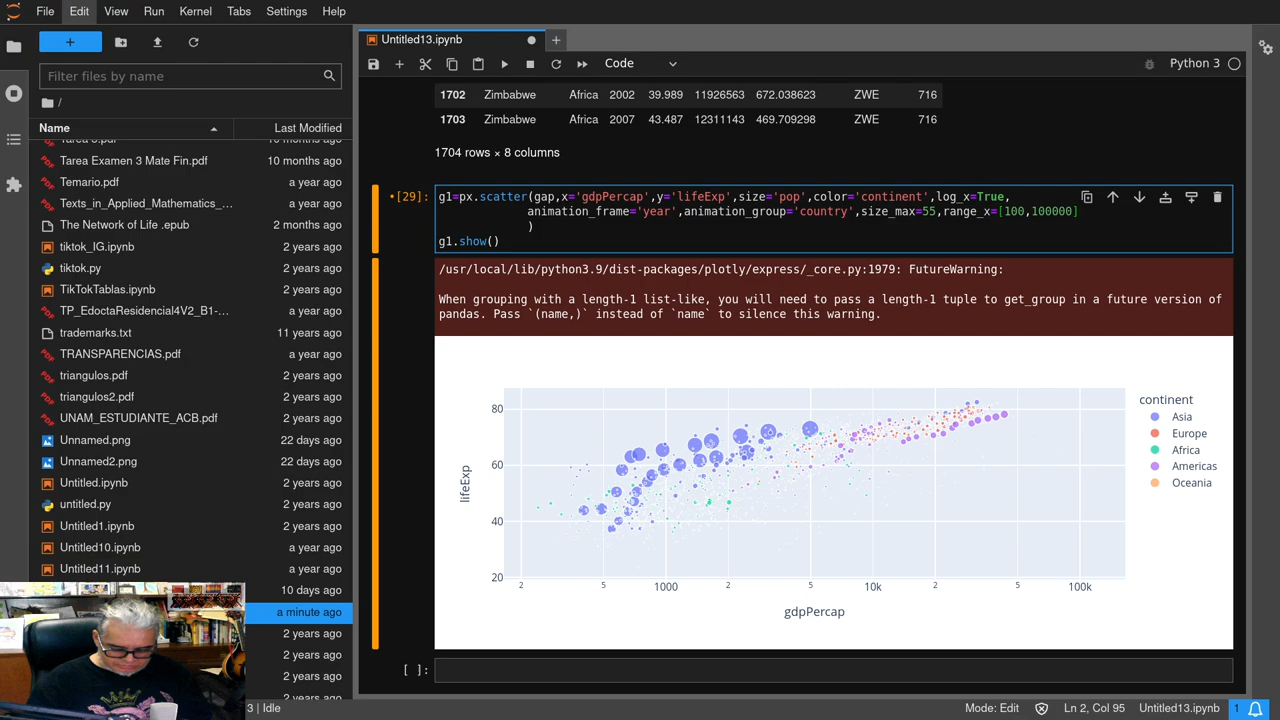 File Edit View Run Kernel Tabs Settings Help
+
Filter files by name
/
Name Last Modified
Tarea Examen 3 Mate Fin.pdf 10 months ago
Temario.pdf a year ago
Texts_in_Applied_Mathematics_... a year ago
The Network of Life .epub 2 months ago
tiktok_IG.ipynb 2 years ago
tiktok.py 2 years ago
TikTokTablas.ipynb 2 years ago
TP_EdoctaResidencial4V2_B1-... a year ago
trademarks.txt 11 years ago
TRANSPARENCIAS.pdf a year ago
triangulos.pdf 2 years ago
triangulos2.pdf 2 years ago
UNAM_ESTUDIANTE_ACB.pdf 2 years ago
Unnamed.png 22 days ago
Unnamed2.png 22 days ago
Untitled.ipynb 2 years ago
untitled.py 2 years ago
Untitled1.ipynb 2 years ago
Untitled10.ipynb a year ago
Untitled11.ipynb a year ago
10 days ago
a minute ago
2 years ago
2 years ago
2 years ago
2 years ago
3 | Idle
Untitled13.ipynb
Code
Python 3
1702 Zimbabwe Africa 2002 39.989 11926563 672.038623 ZWE 716
1703 Zimbabwe Africa 2007 43.487 12311143 469.709298 ZWE 716
1704 rows × 8 columns
•[29]: g1=px.scatter(gap,x='gdpPercap',y='lifeExp',size='pop',color='continent',log_x=True,
animation_frame='year',animation_group='country',size_max=55,range_x=[100,100000]
)
g1.show()
/usr/local/lib/python3.9/dist-packages/plotly/express/_core.py:1979: FutureWarning:
When grouping with a length-1 list-like, you will need to pass a length-1 tuple to get_group in a future version of
pandas. Pass `(name,)` instead of `name` to silence this warning.
80
60
40
20
lifeExp
2 5 1000 2 5 10k 2 5 100k
gdpPercap
continent
Asia
Europe
Africa
Americas
Oceania
[ ]:
Mode: Edit Ln 2, Col 95 Untitled13.ipynb 1